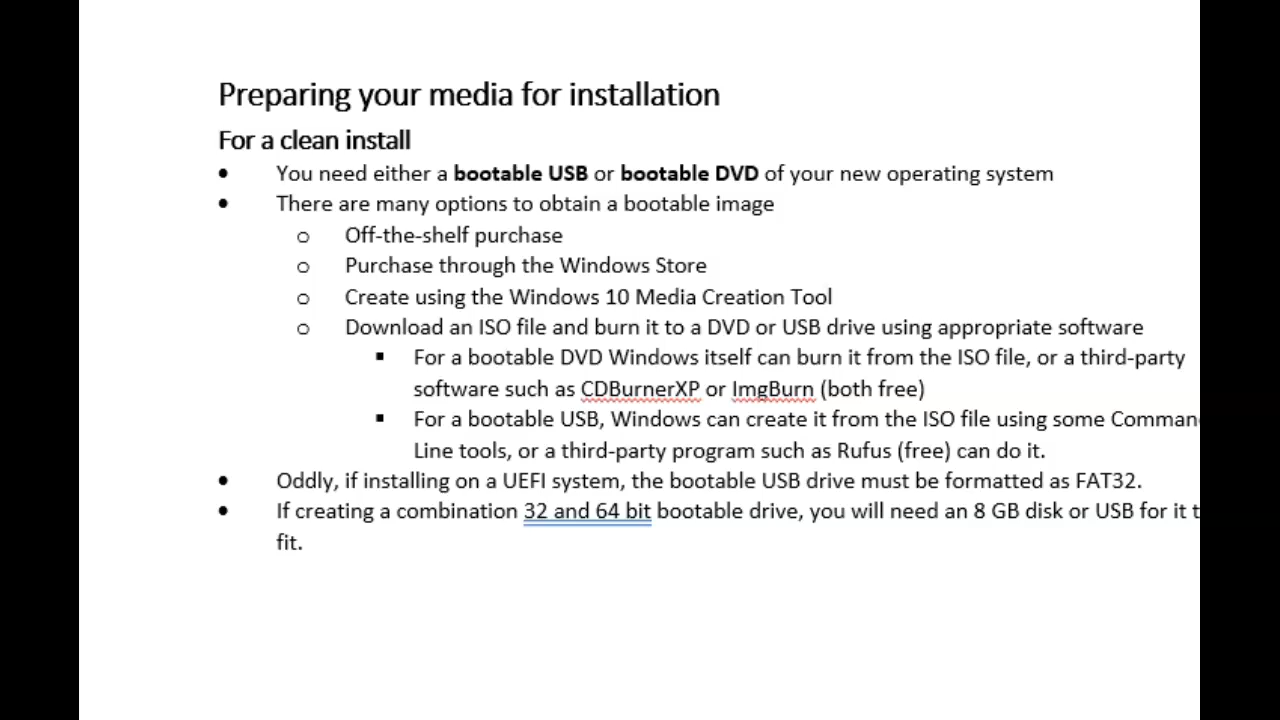 Preparing your media for installation
For a clean install
• You need either a bootable USB or bootable DVD of your new operating system
• There are many options to obtain a bootable image
o Off-the-shelf purchase
o Purchase through the Windows Store
o Create using the Windows 10 Media Creation Tool
o Download an ISO file and burn it to a DVD or USB drive using appropriate software
▪ For a bootable DVD Windows itself can burn it from the ISO file, or a third-party
software such as CDBurnerXP or ImgBurn (both free)
▪ For a bootable USB, Windows can create it from the ISO file using some Comman
Line tools, or a third-party program such as Rufus (free) can do it.
• Oddly, if installing on a UEFI system, the bootable USB drive must be formatted as FAT32.
• If creating a combination 32 and 64 bit bootable drive, you will need an 8 GB disk or USB for it t
fit.